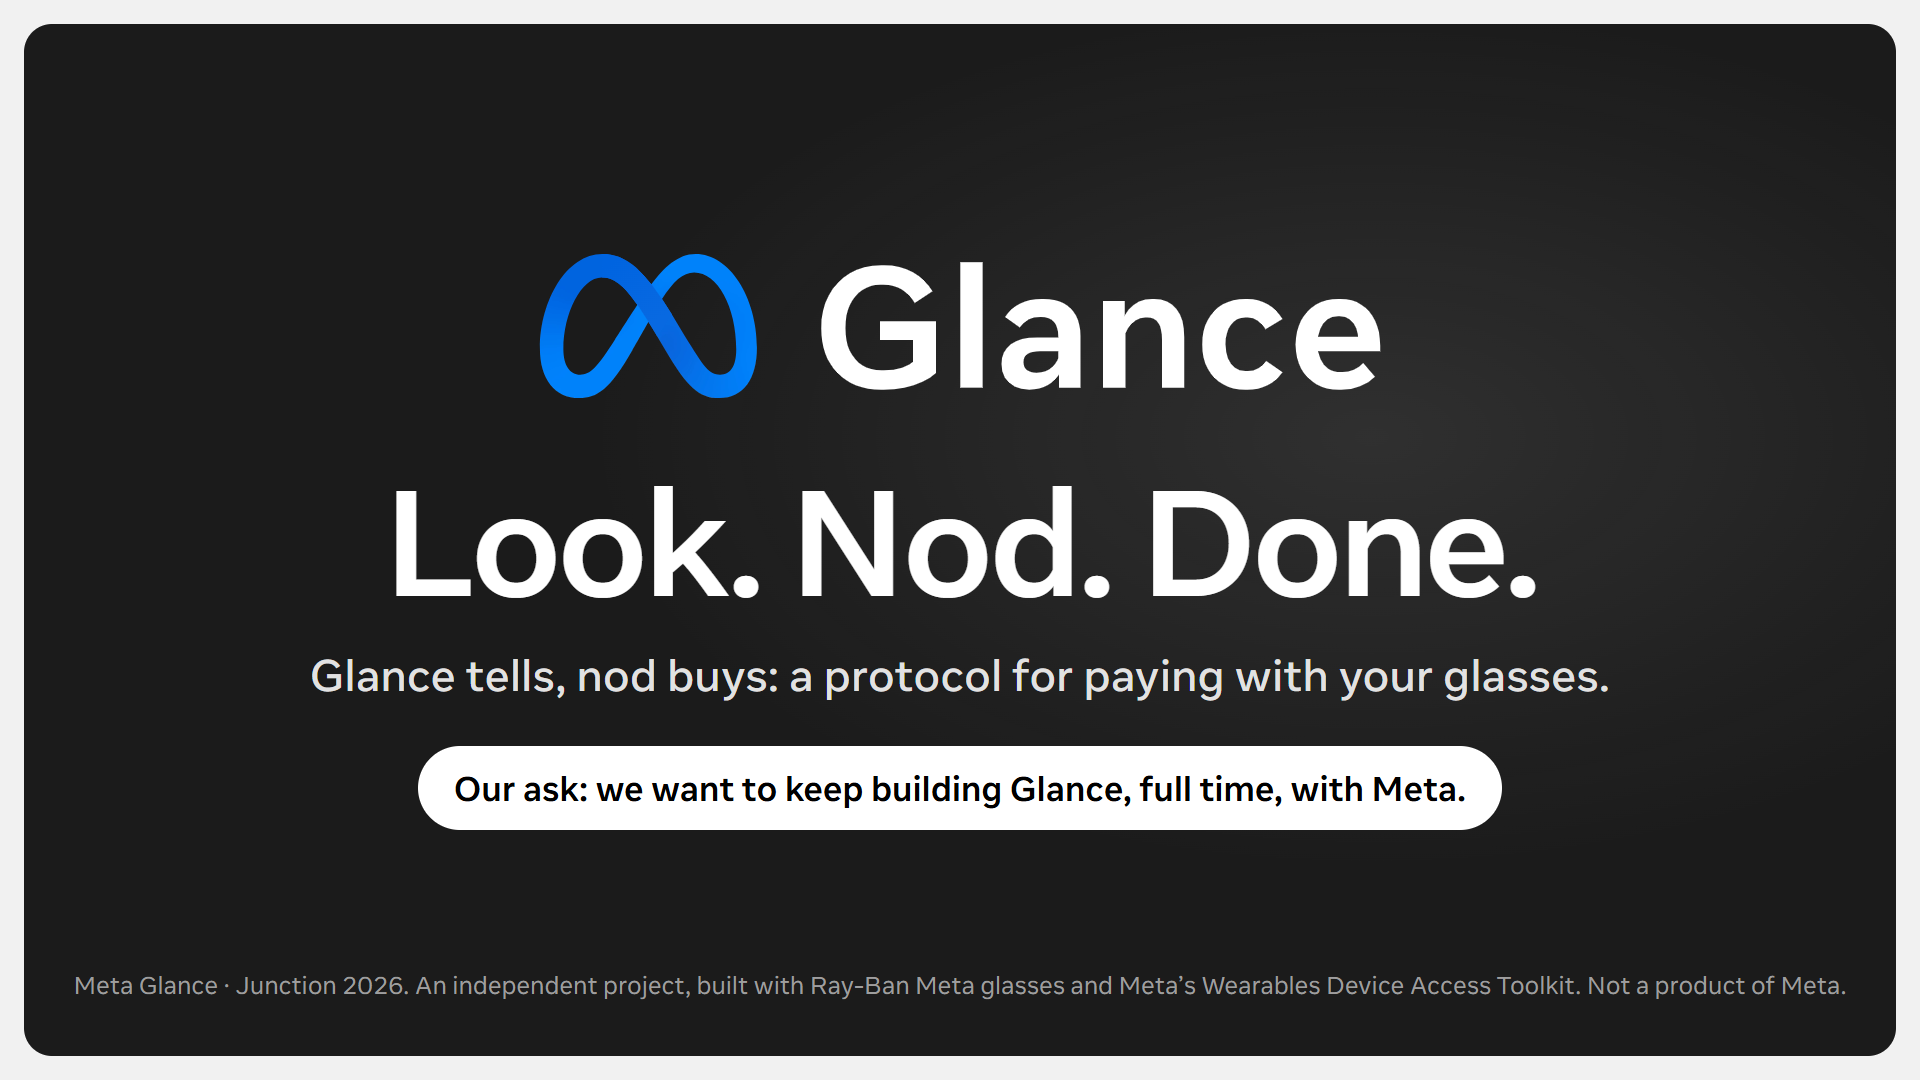 Glance
Look. Nod. Done.
Glance tells, nod buys: a protocol for paying with your glasses.
Our ask: we want to keep building Glance, full time, with Meta.
Meta Glance · Junction 2026. An independent project, built with Ray-Ban Meta glasses and Meta’s Wearables Device Access Toolkit. Not a product of Meta.